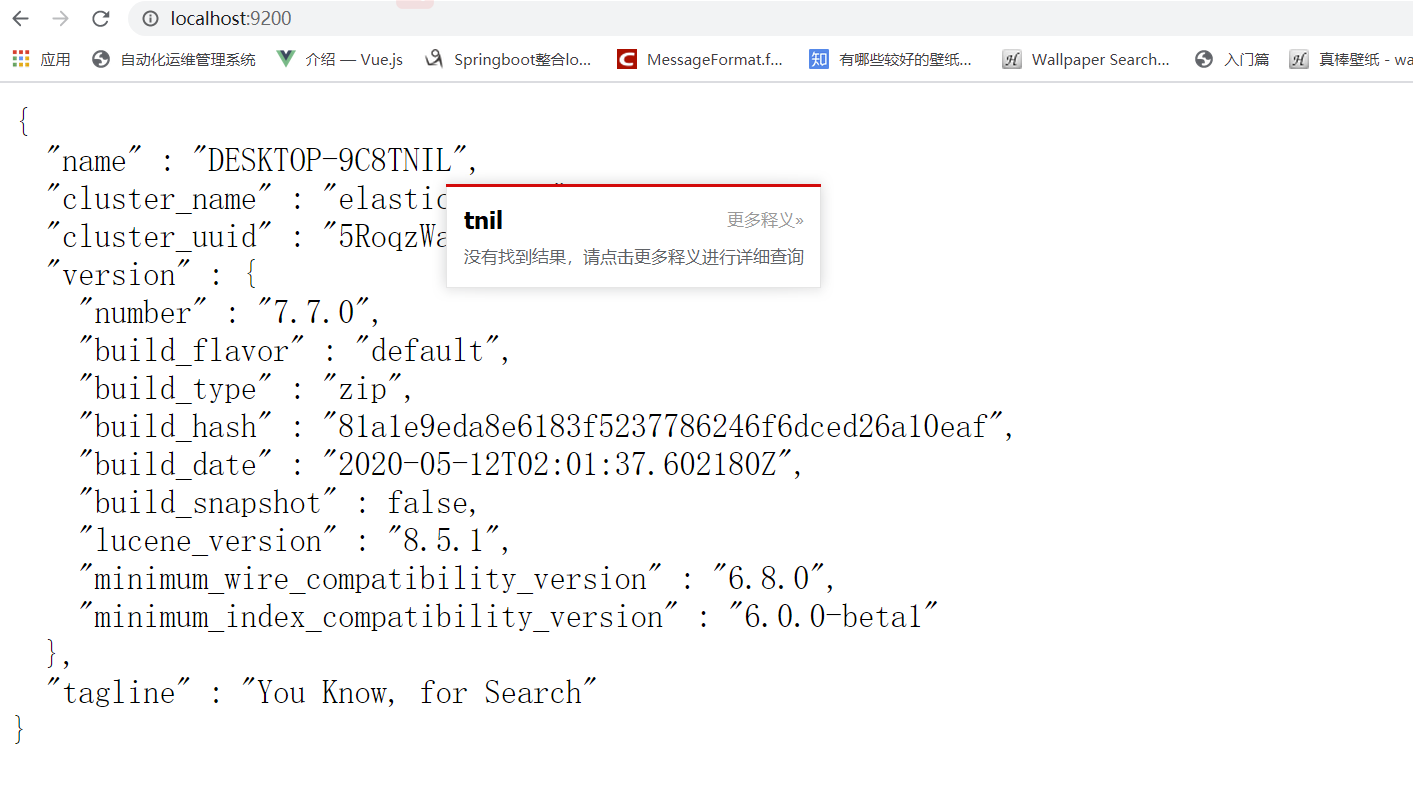 localhost:9200
应用 自动化运维管理系统 介绍 — Vue.js Springboot整合lo... MessageFormat.f... 知 有哪些较好的壁纸... Wallpaper Search... 入门篇 真棒壁纸 - wa
{
"name" : "DESKTOP-9C8TNIL",
"cluster_name" : "elastic
"cluster_uuid" : "5RoqzWa
tnil 更多释义»
没有找到结果，请点击更多释义进行详细查询
"version" : {
"number" : "7.7.0",
"build_flavor" : "default",
"build_type" : "zip",
"build_hash" : "81a1e9eda8e6183f5237786246f6dced26a10eaf",
"build_date" : "2020-05-12T02:01:37.602180Z",
"build_snapshot" : false,
"lucene_version" : "8.5.1",
"minimum_wire_compatibility_version" : "6.8.0",
"minimum_index_compatibility_version" : "6.0.0-beta1"
},
"tagline" : "You Know, for Search"
}